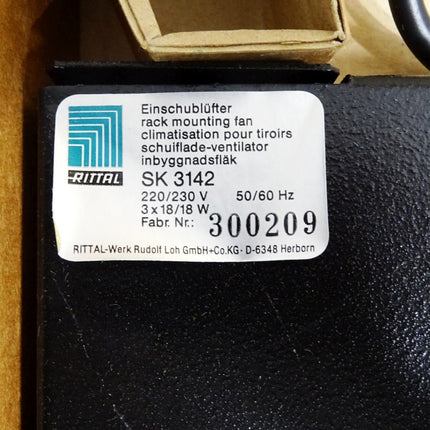 Einschublüfter
rack mounting fan
climatisation pour tiroirs
schuiflade-ventilator
inbyggnadsfläk
RITTAL
SK 3142
220/230 V 50/60 Hz
3 x 18/18 W
Fabr. Nr.: 300209
RITTAL-Werk Rudolf Loh GmbH+Co.KG · D-6348 Herborn